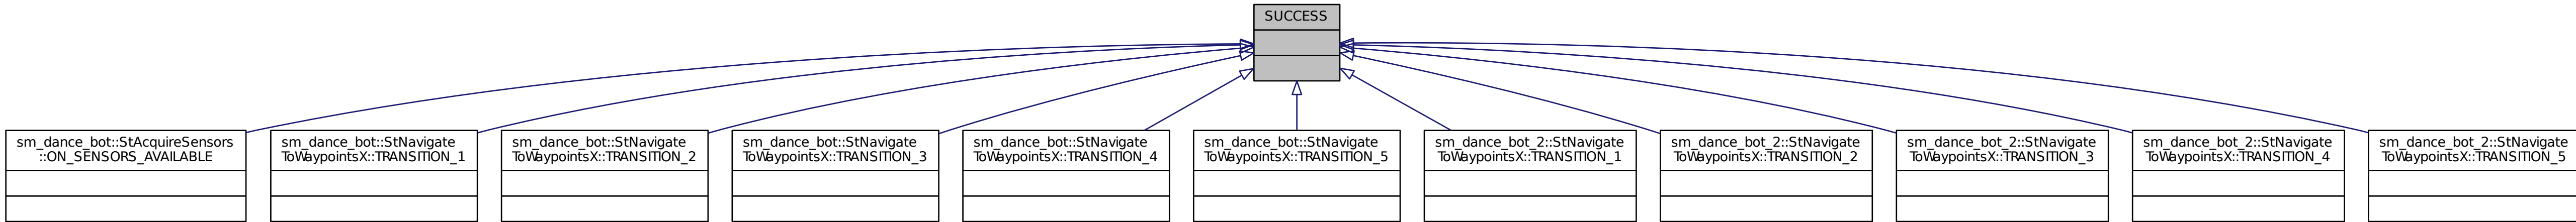 SUCCESS
sm_dance_bot::StAcquireSensors
::ON_SENSORS_AVAILABLE
sm_dance_bot::StNavigate
ToWaypointsX::TRANSITION_1
sm_dance_bot::StNavigate
ToWaypointsX::TRANSITION_2
sm_dance_bot::StNavigate
ToWaypointsX::TRANSITION_3
sm_dance_bot::StNavigate
ToWaypointsX::TRANSITION_4
sm_dance_bot::StNavigate
ToWaypointsX::TRANSITION_5
sm_dance_bot_2::StNavigate
ToWaypointsX::TRANSITION_1
sm_dance_bot_2::StNavigate
ToWaypointsX::TRANSITION_2
sm_dance_bot_2::StNavigate
ToWaypointsX::TRANSITION_3
sm_dance_bot_2::StNavigate
ToWaypointsX::TRANSITION_4
sm_dance_bot_2::StNavigate
ToWaypointsX::TRANSITION_5